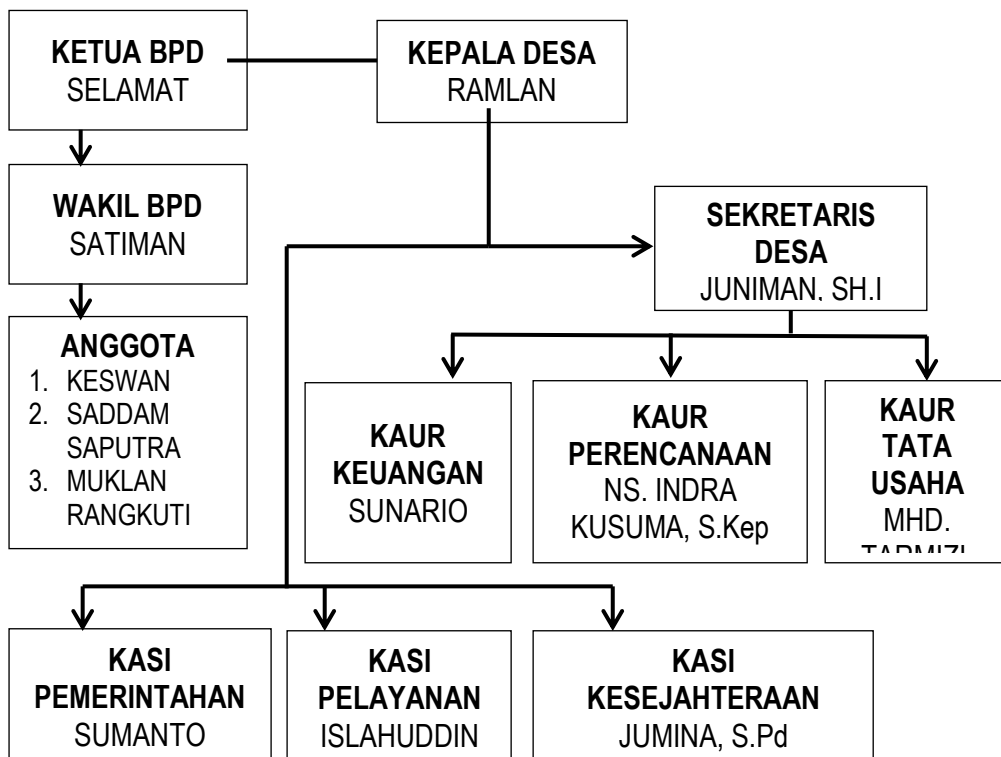 KETUA BPD
SELAMAT
KEPALA DESA
RAMLAN
WAKIL BPD
SATIMAN
SEKRETARIS
DESA
JUNIMAN, SH.I
ANGGOTA
1. KESWAN
2. SADDAM
SAPUTRA
3. MUKLAN
RANGKUTI
KAUR
KEUANGAN
SUNARIO
KAUR
PERENCANAAN
NS. INDRA
KUSUMA, S.Kep
KAUR
TATA
USAHA
MHD.
KASI
PEMERINTAHAN
SUMANTO
KASI
PELAYANAN
ISLAHUDDIN
KASI
KESEJAHTERAAN
JUMINA, S.Pd